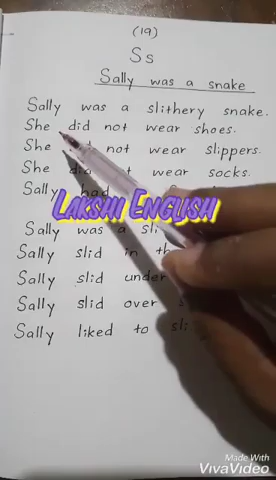 (19)
Ss
Sally was a snake
Sally was a slithery snake.
She did not wear shoes.
She not wear slippers.
She did wear socks.
Sally had
LAKSHI ENGLISH
Sally was a
Sally slid in
Sally slid under
Sally slid over
Sally liked to
Made With
VivaVideo